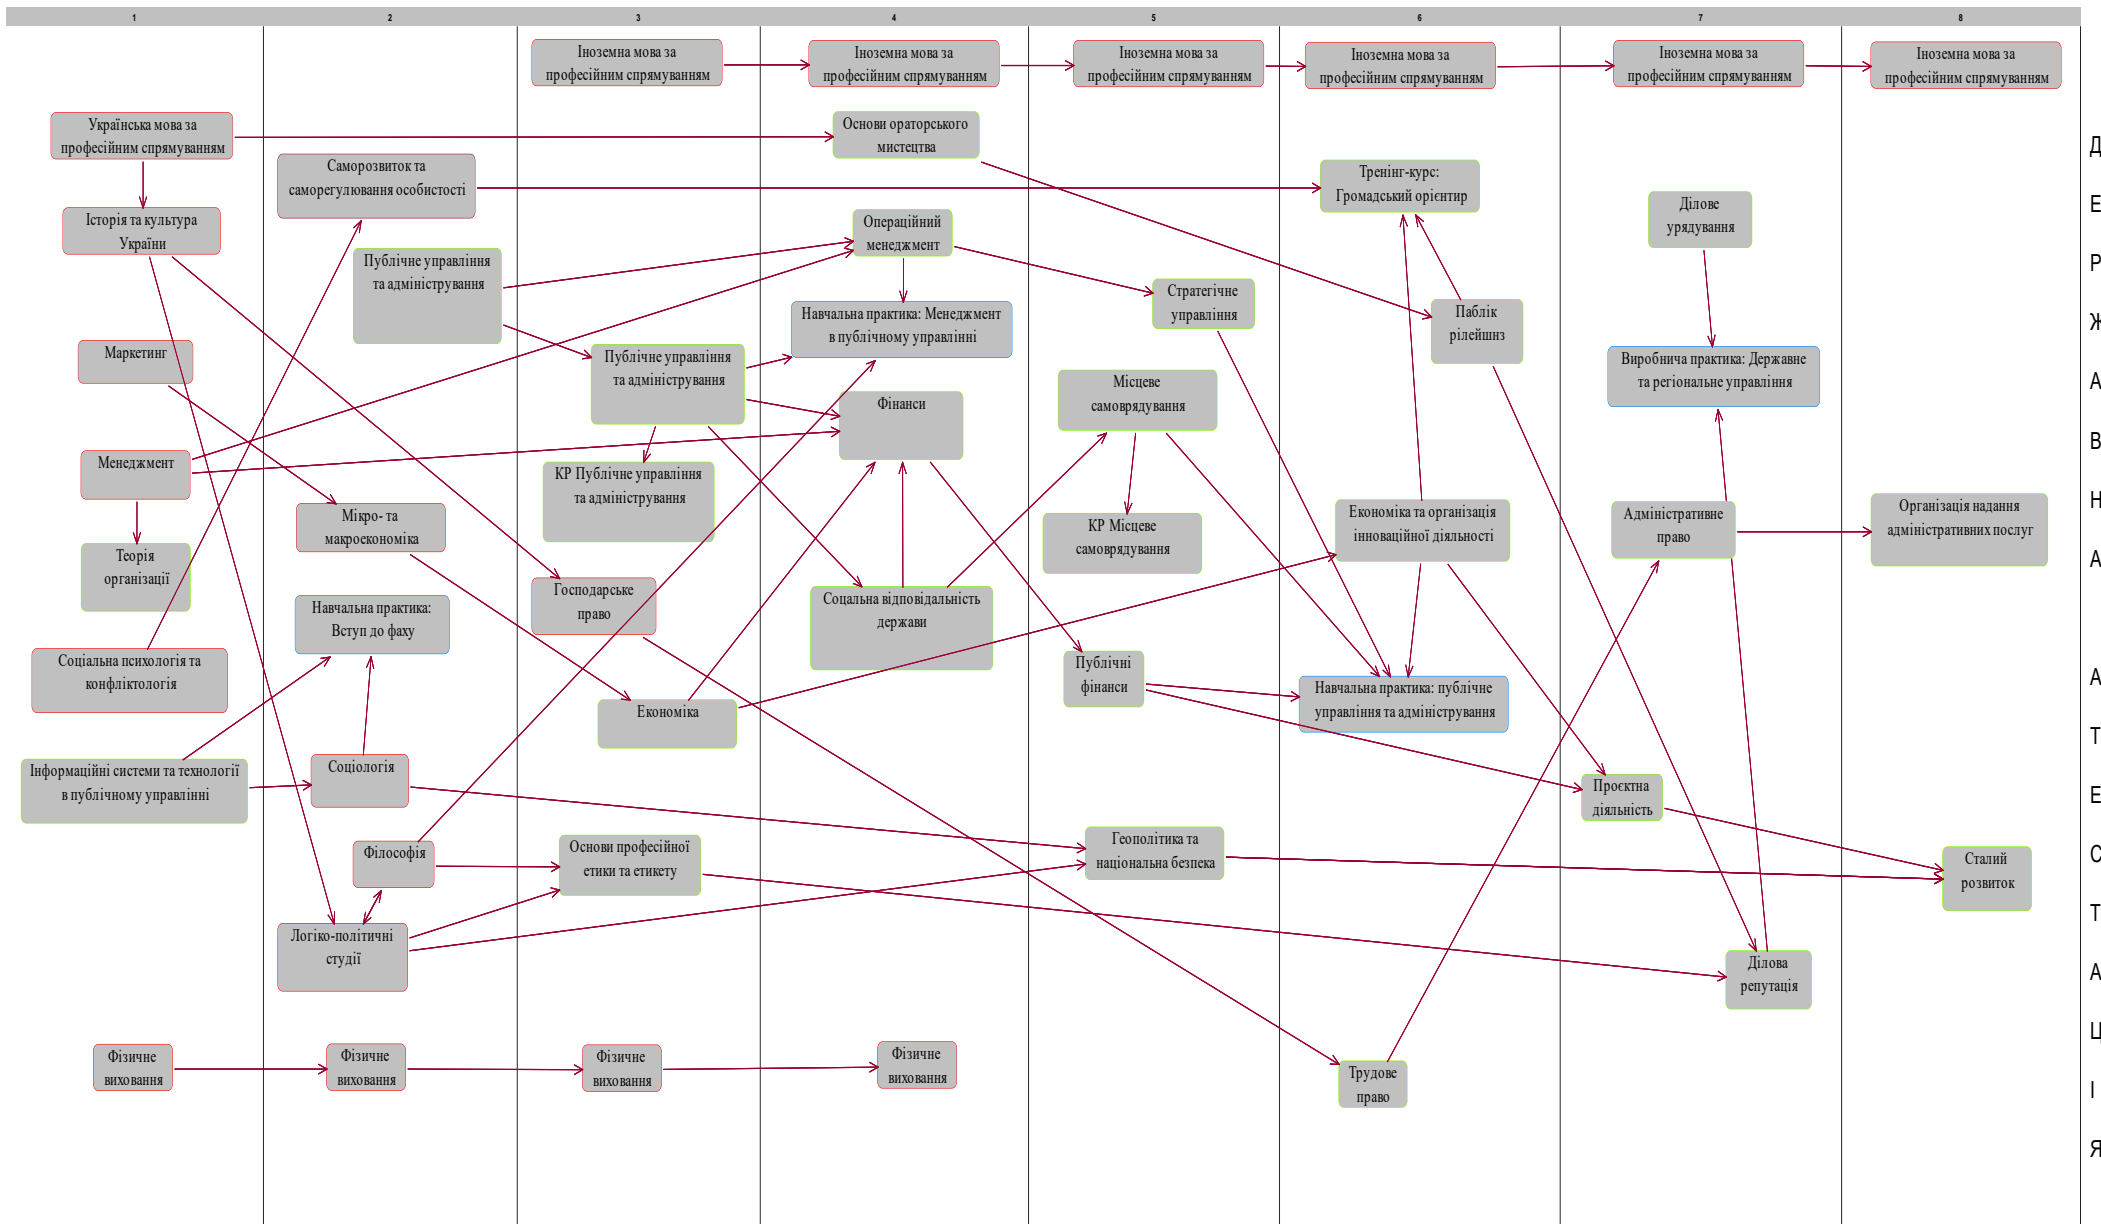 1
2
3
4
5
6
7
8
Іноземна мова за
професійним спрямуванням
Іноземна мова за
професійним спрямуванням
Іноземна мова за
професійним спрямуванням
Іноземна мова за
професійним спрямуванням
Іноземна мова за
професійним спрямуванням
Іноземна мова за
професійним спрямуванням
Українська мова за
професійним спрямуванням
Історія та культура
України
Маркетинг
Менеджмент
Теорія
організації
Соціальна психологія та
конфліктологія
Інформаційні системи та технології
в публічному управлінні
Фізичне
виховання
Саморозвиток та
саморегулювання особистості
Публічне управління
та адміністрування
Мікро- та
макроекономіка
Навчальна практика:
Вступ до фаху
Соціологія
Філософія
Логіко-політичні
студії
Фізичне
виховання
Публічне управління
та адміністрування
КР Публічне управління
та адміністрування
Господарське
право
Економіка
Основи професійної
етики та етикету
Фізичне
виховання
Основи ораторського
мистецтва
Операційний
менеджмент
Навчальна практика: Менеджмент
в публічному управлінні
Фінанси
Соцальна відповідальність
держави
Фізичне
виховання
Стратегічне
управління
Місцеве
самоврядування
КР Місцеве
самоврядування
Публічні
фінанси
Геополітика та
національна безпека
Тренінг-курс:
Громадський орієнтир
Паблік
рілейшнз
Економіка та організація
інноваційної діяльності
Навчальна практика: публічне
управління та адміністрування
Трудове
право
Ділове
урядування
Виробнича практика: Державне
та регіональне управління
Адміністративне
право
Проєктна
діяльність
Ділова
репутація
Організація надання
адміністративних послуг
Сталий
розвиток
Д
Е
Р
Ж
А
В
Н
А
А
Т
Е
С
Т
А
Ц
І
Я